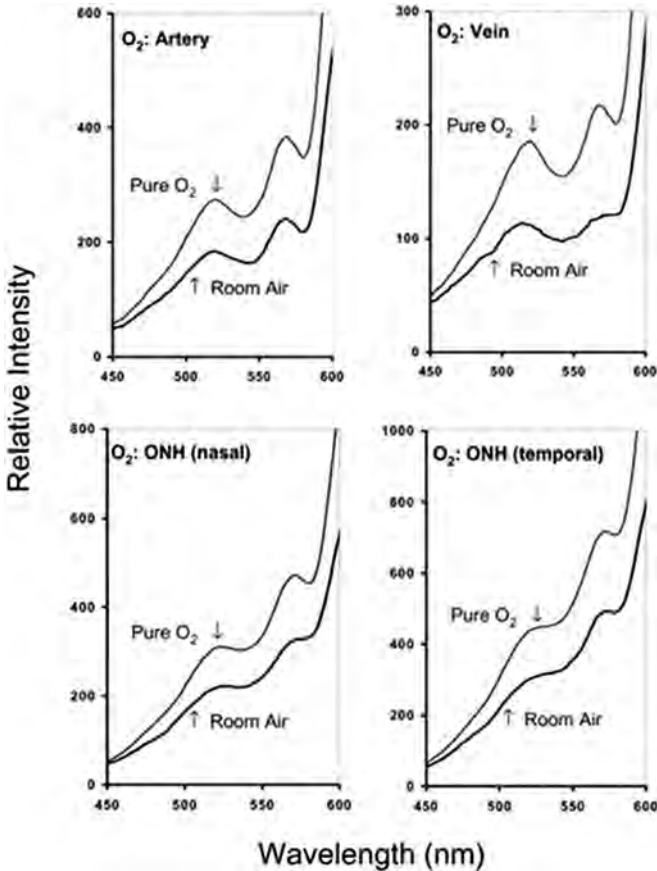 Relative Intensity
O₂: Artery
600
400
200
0
Pure O₂ ↓
↑ Room Air
450 500 550 600
O₂: Vein
300
200
100
0
Pure O₂ ↓
↑ Room Air
450 500 550 600
O₂: ONH (nasal)
800
600
400
200
0
Pure O₂ ↓
↑ Room Air
450 500 550 600
O₂: ONH (temporal)
1000
800
600
400
200
0
Pure O₂ ↓
↑ Room Air
450 500 550 600
Wavelength (nm)